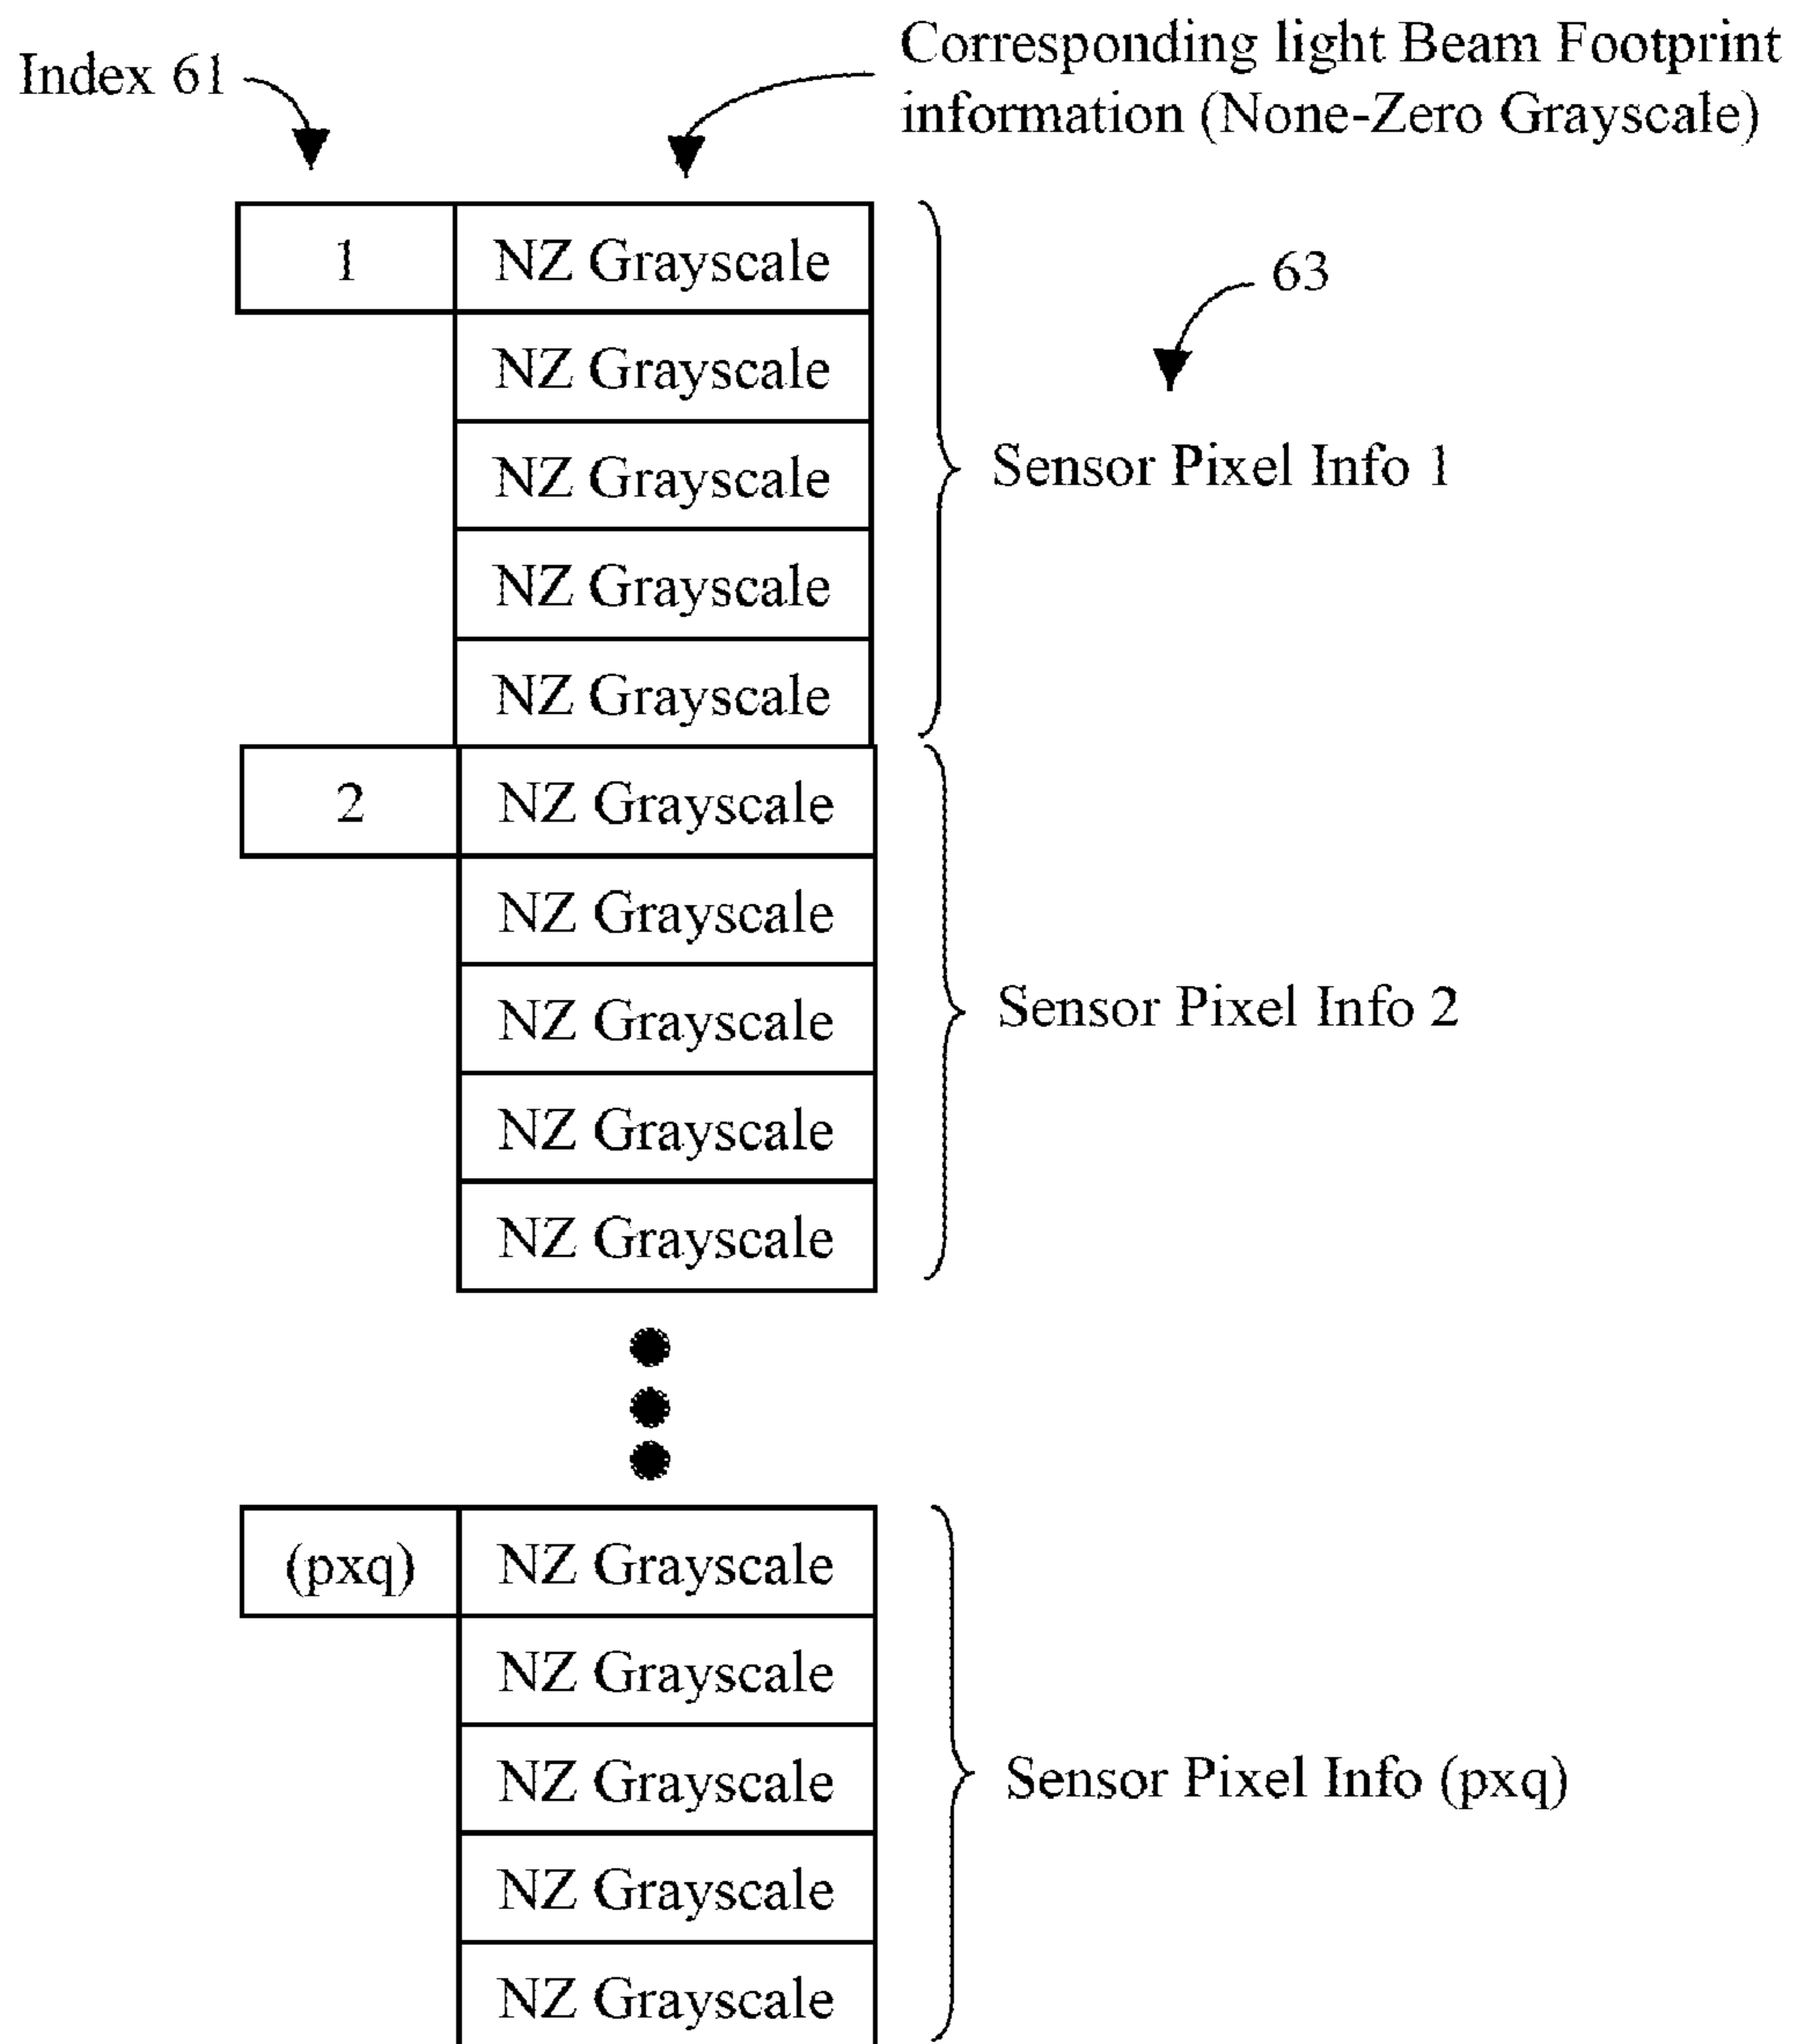 Index 61
Corresponding light Beam Footprint
information (None-Zero Grayscale)
1 NZ Grayscale
63
NZ Grayscale
NZ Grayscale
Sensor Pixel Info 1
NZ Grayscale
NZ Grayscale
2 NZ Grayscale
NZ Grayscale
NZ Grayscale
Sensor Pixel Info 2
NZ Grayscale
NZ Grayscale
(pxq) NZ Grayscale
NZ Grayscale
NZ Grayscale
Sensor Pixel Info (pxq)
NZ Grayscale
NZ Grayscale